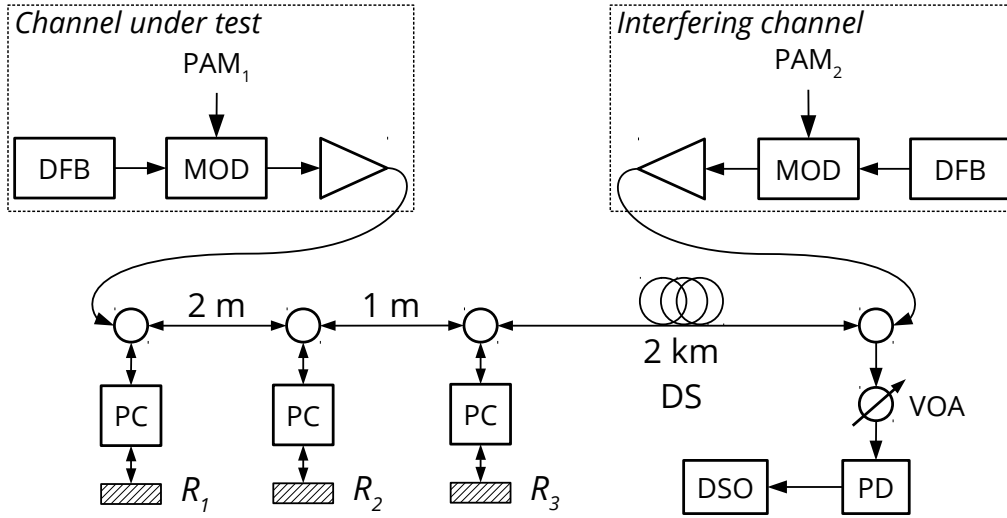 Channel under test
Interfering channel
PAM1
PAM2
DFB
MOD
MOD
DFB
2 m
1 m
2 km
DS
PC
PC
PC
VOA
R1
R2
R3
DSO
PD